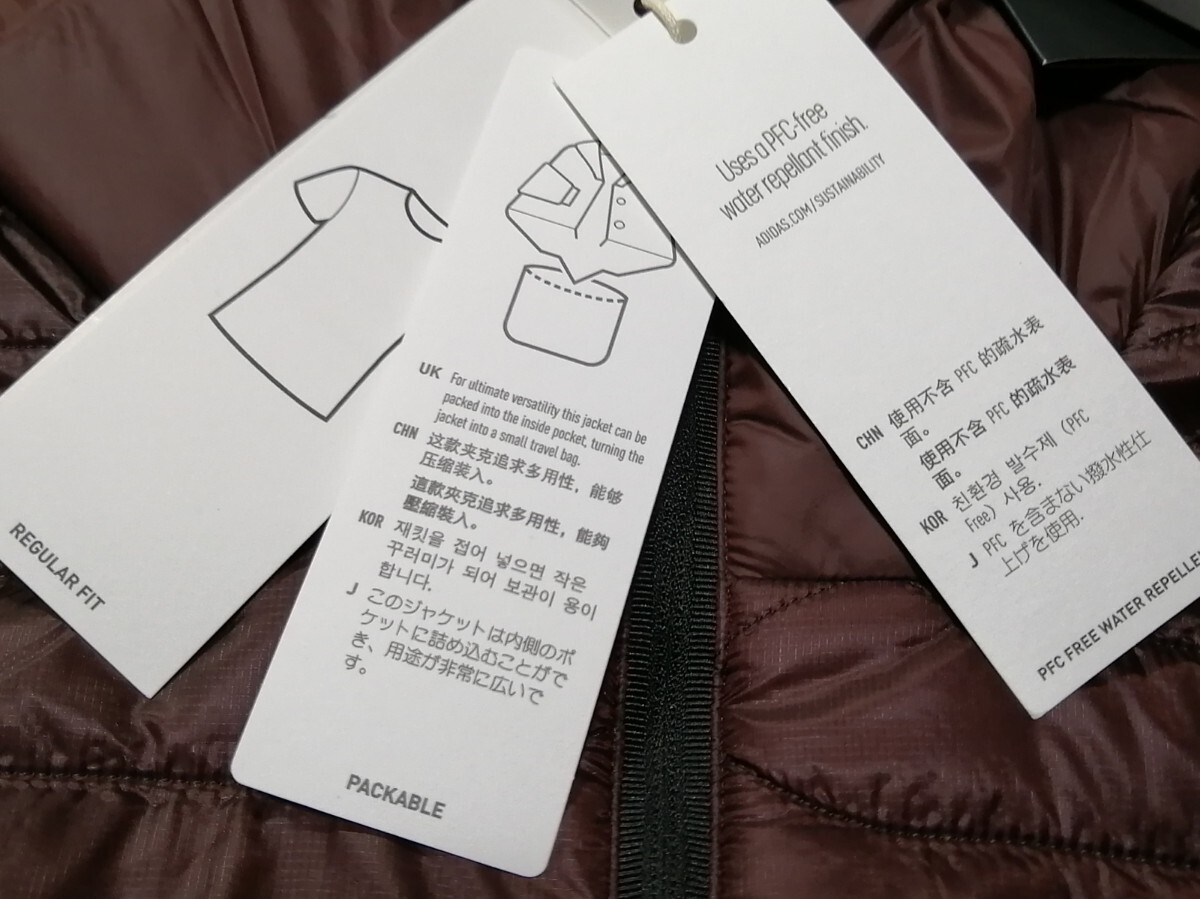 REGULAR FIT
UK For ultimate versatility this jacket can be
packed into the inside pocket, turning the
jacket into a small travel bag.
CHN 这款夹克追求多用性，能够
压缩装入。
這款夾克追求多用性，能夠
壓縮裝入。
KOR 재킷을 접어 넣으면 작은
꾸러미가 되어 보관이 용이
합니다.
J このジャケットは内側のポ
ケットに詰め込むことがで
き、用途が非常に広いで
す。
PACKABLE
Uses a PFC-free
water repellant finish.
ADIDAS.COM/SUSTAINABILITY
CHN 使用不含 PFC 的疏水表
面。
使用不含 PFC 的疏水表
面。
KOR 친환경 발수제 (PFC
Free) 사용.
J PFC を含まない撥水性仕
上げを使用.
PFC FREE WATER REPELLE